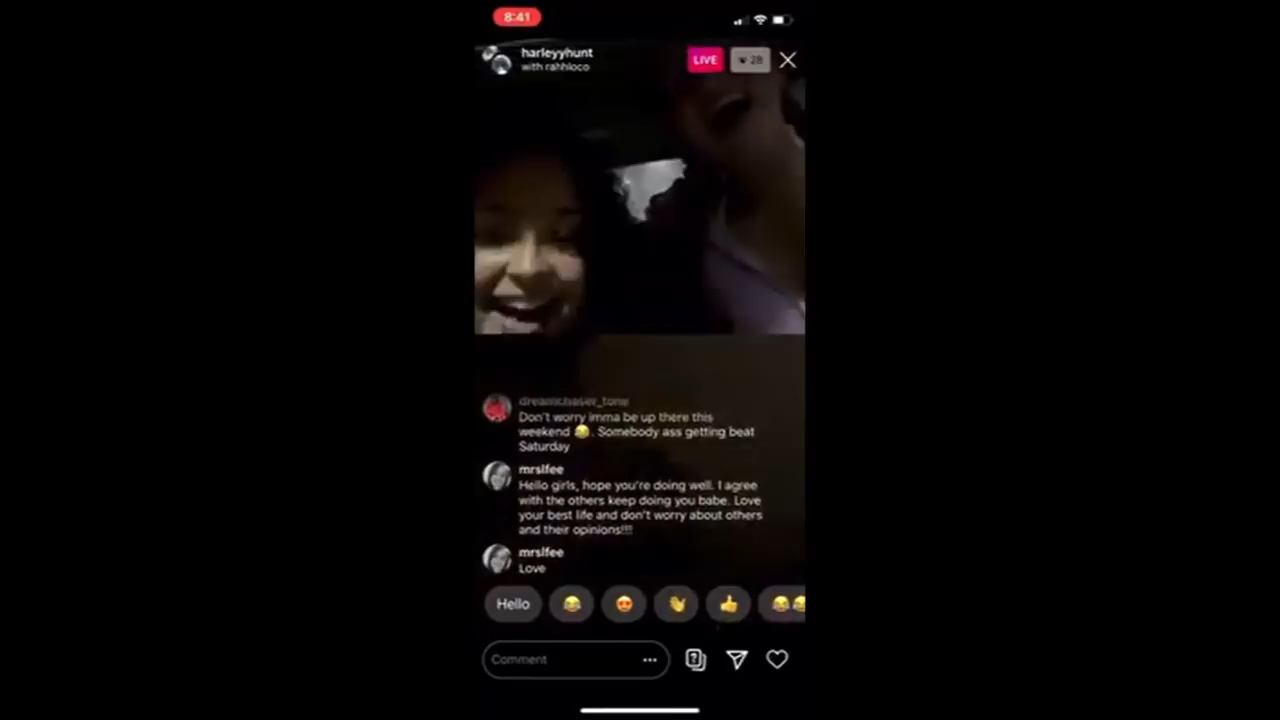 8:41
harleyyhunt
with rahhloco
LIVE
28
dreamchaser_tone
Don't worry imma be up there this
weekend 😂. Somebody ass getting beat
Saturday
mrslfee
Hello girls, hope you're doing well. I agree
with the others keep doing you babe. Love
your best life and don't worry about others
and their opinions!!!
mrslfee
Love
Hello
Comment